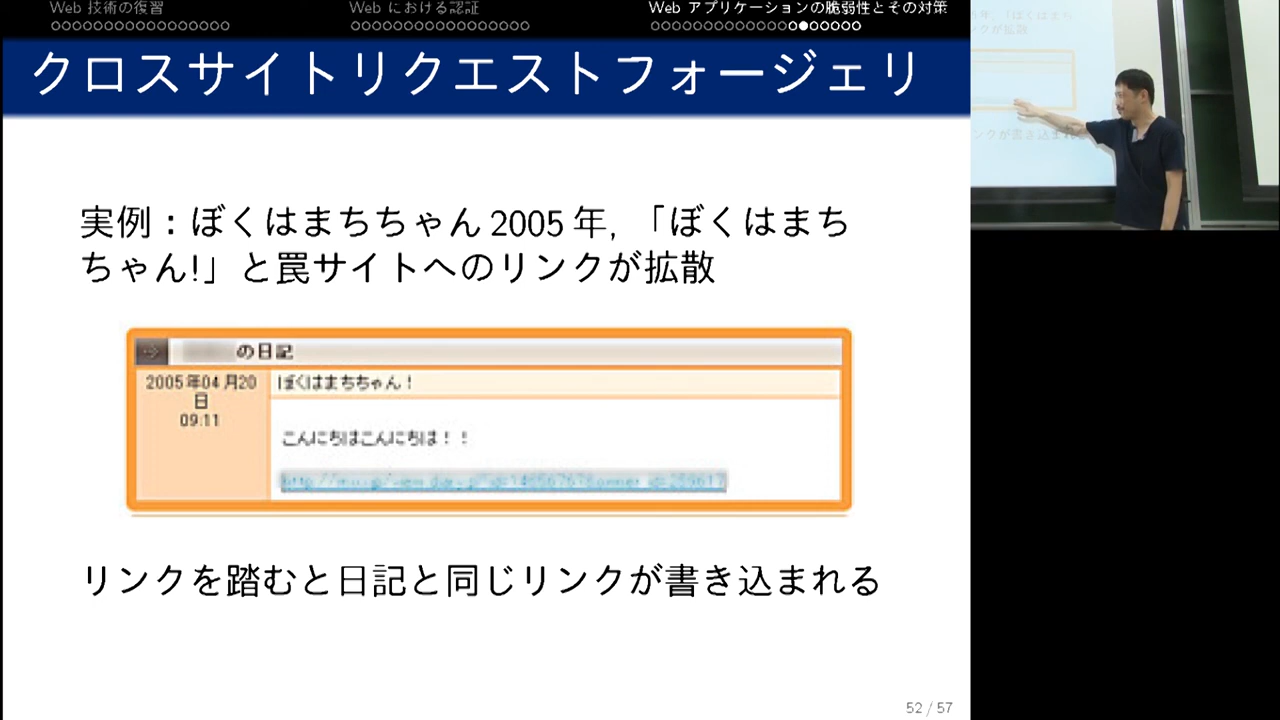 Web 技術の復習
Web における認証
Web アプリケーションの脆弱性とその対策
クロスサイトリクエストフォージェリ
実例：ぼくはまちちゃん 2005 年, 「ぼくはまち
ちゃん!」と罠サイトへのリンクが拡散
の日記
2005年04月20
日
09:11
ぼくはまちちゃん！
こんにちはこんにちは！！
リンクを踏むと日記と同じリンクが書き込まれる
52 / 57